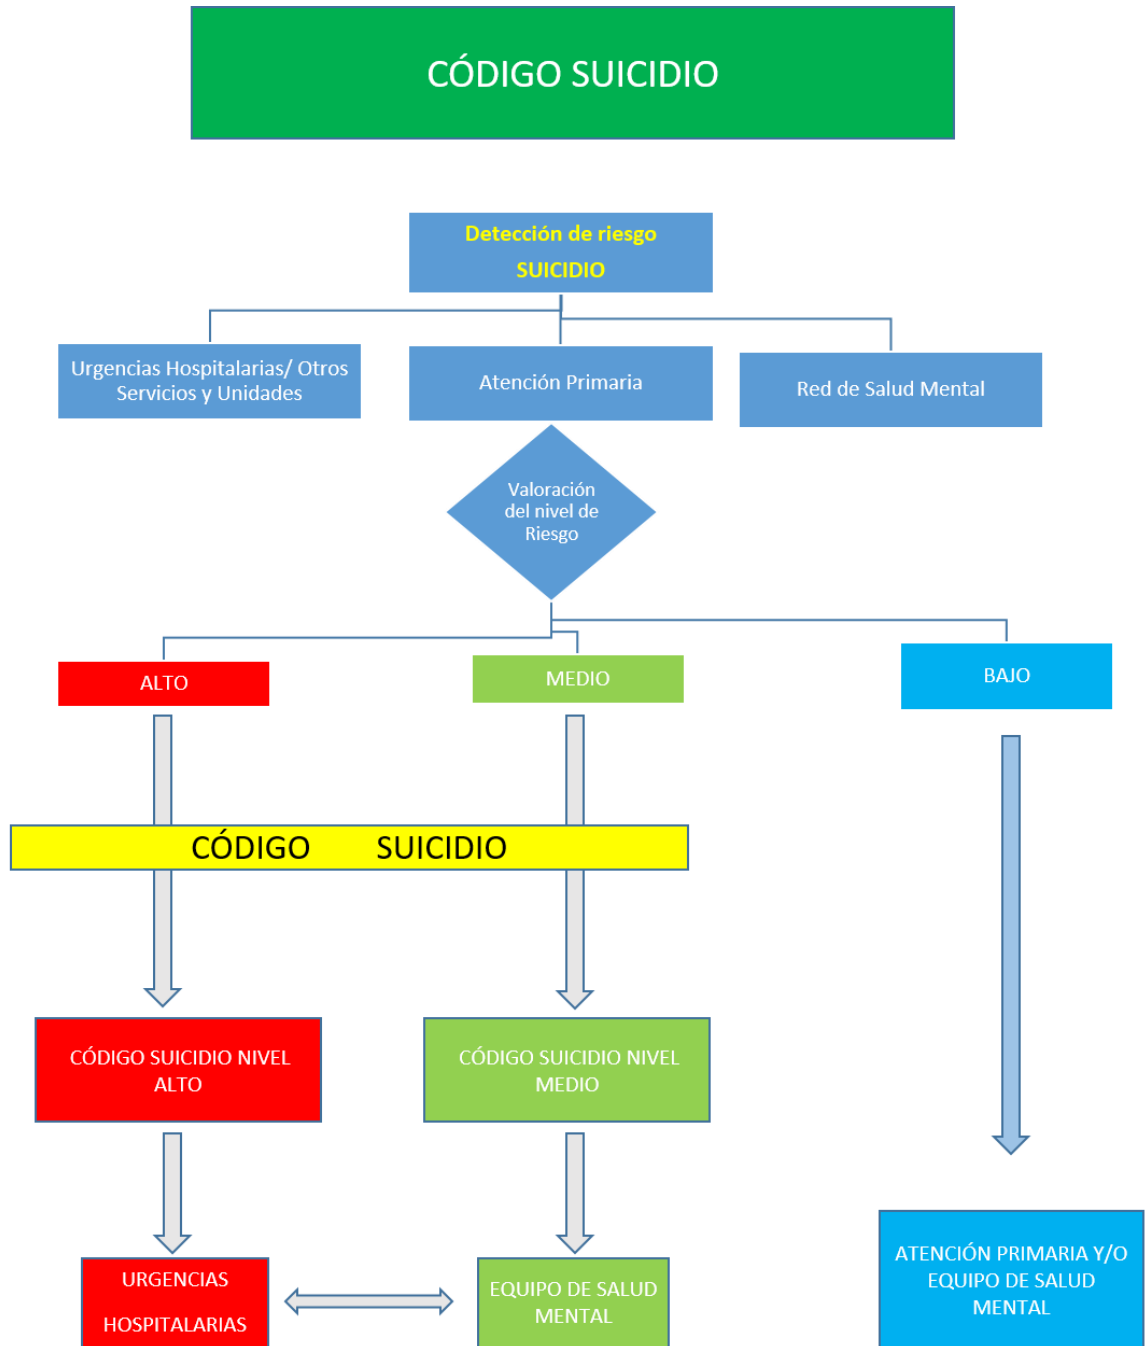 CÓDIGO SUICIDIO
Detección de riesgo
SUICIDIO
Urgencias Hospitalarias/ Otros
Servicios y Unidades
Atención Primaria
Red de Salud Mental
Valoración
del nivel de
Riesgo
ALTO
MEDIO
BAJO
CÓDIGO SUICIDIO
CÓDIGO SUICIDIO NIVEL
ALTO
CÓDIGO SUICIDIO NIVEL
MEDIO
URGENCIAS
HOSPITALARIAS
EQUIPO DE SALUD
MENTAL
ATENCIÓN PRIMARIA Y/O
EQUIPO DE SALUD
MENTAL